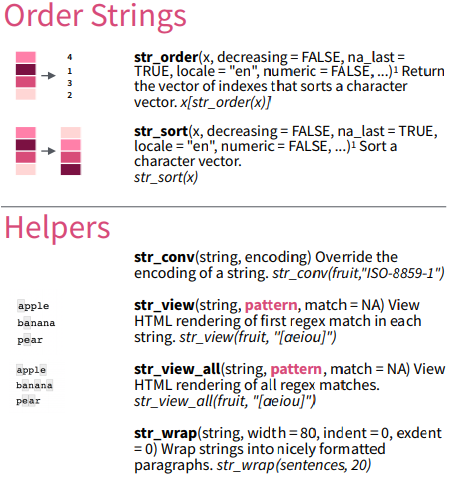 Order Strings
4
1
3
2
str_order(x, decreasing = FALSE, na_last =
TRUE, locale = "en", numeric = FALSE, ...)¹ Return
the vector of indexes that sorts a character
vector. x[str_order(x)]
str_sort(x, decreasing = FALSE, na_last = TRUE,
locale = "en", numeric = FALSE, ...)¹ Sort a
character vector.
str_sort(x)
Helpers
str_conv(string, encoding) Override the
encoding of a string. str_conv(fruit,"ISO-8859-1")
apple
banana
pear
str_view(string, pattern, match = NA) View
HTML rendering of first regex match in each
string. str_view(fruit, "[aeiou]")
apple
banana
pear
str_view_all(string, pattern, match = NA) View
HTML rendering of all regex matches.
str_view_all(fruit, "[aeiou]")
str_wrap(string, width = 80, indent = 0, exdent
= 0) Wrap strings into nicely formatted
paragraphs. str_wrap(sentences, 20)